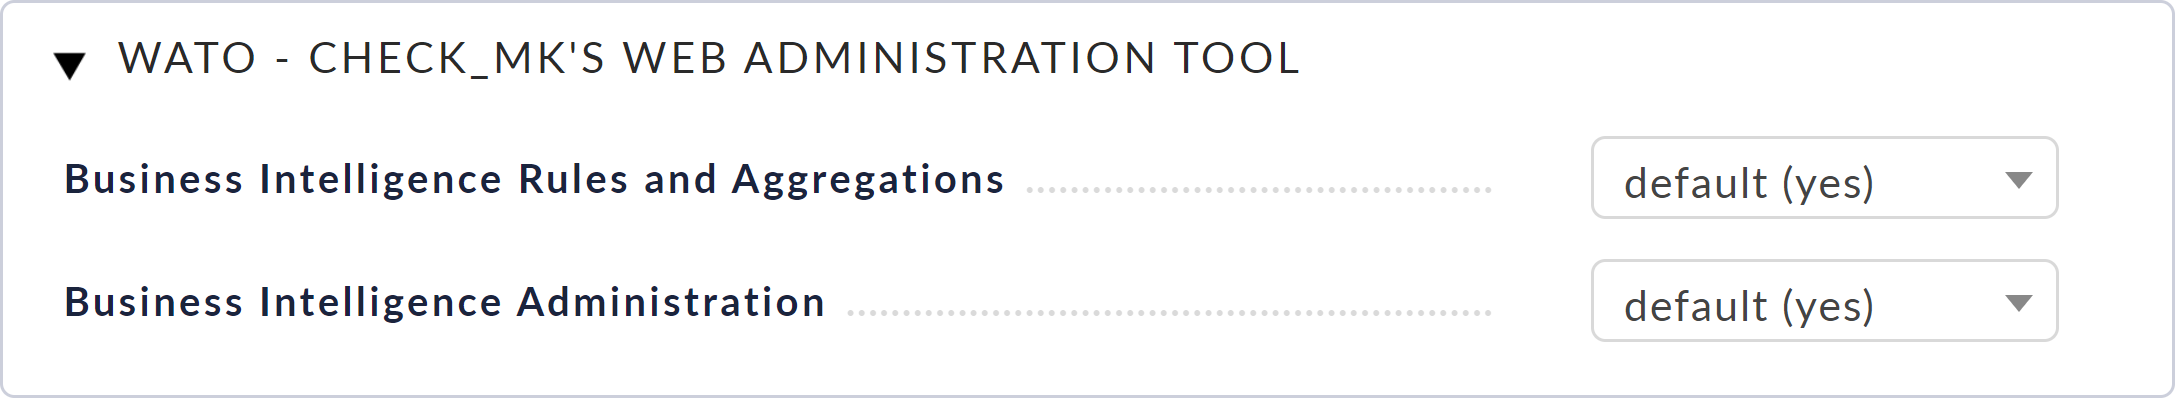 WATO - CHECK_MK'S WEB ADMINISTRATION TOOL
Business Intelligence Rules and Aggregations default (yes)
Business Intelligence Administration default (yes)